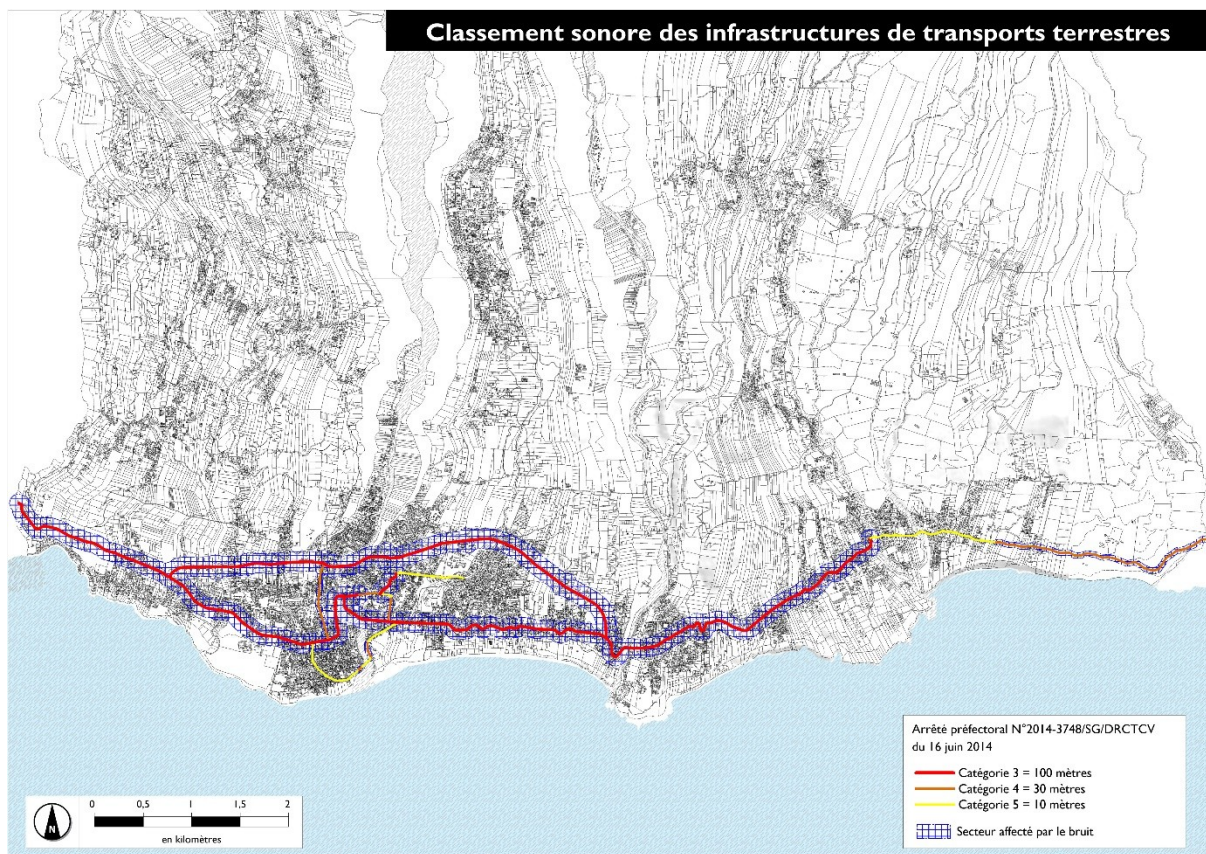 Classement sonore des infrastructures de transports terrestres
Arrêté préfectoral N°2014-3748/SG/DRCTCV
du 16 juin 2014
Catégorie 3 = 100 mètres
Catégorie 4 = 30 mètres
Catégorie 5 = 10 mètres
Secteur affecté par le bruit
0 0,5 1 1,5 2
en kilomètres
N